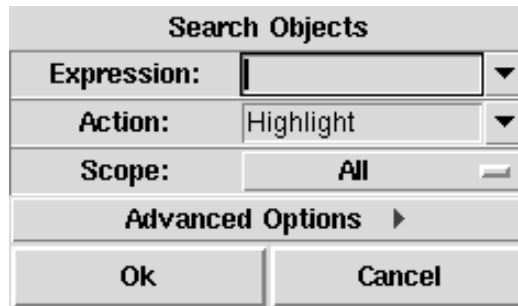 Search Objects
Expression:
Action: Highlight
Scope: All
Advanced Options
Ok Cancel